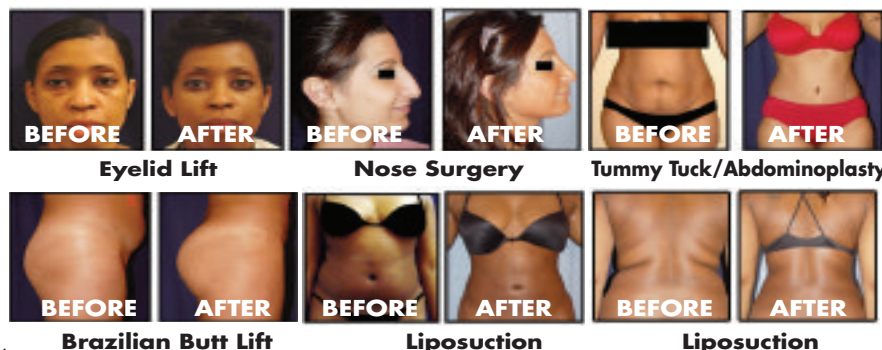 BEFORE AFTER BEFORE AFTER BEFORE AFTER
Eyelid Lift Nose Surgery Tummy Tuck/Abdominoplasty
BEFORE AFTER BEFORE AFTER BEFORE AFTER
Brazilian Butt Lift Liposuction Liposuction